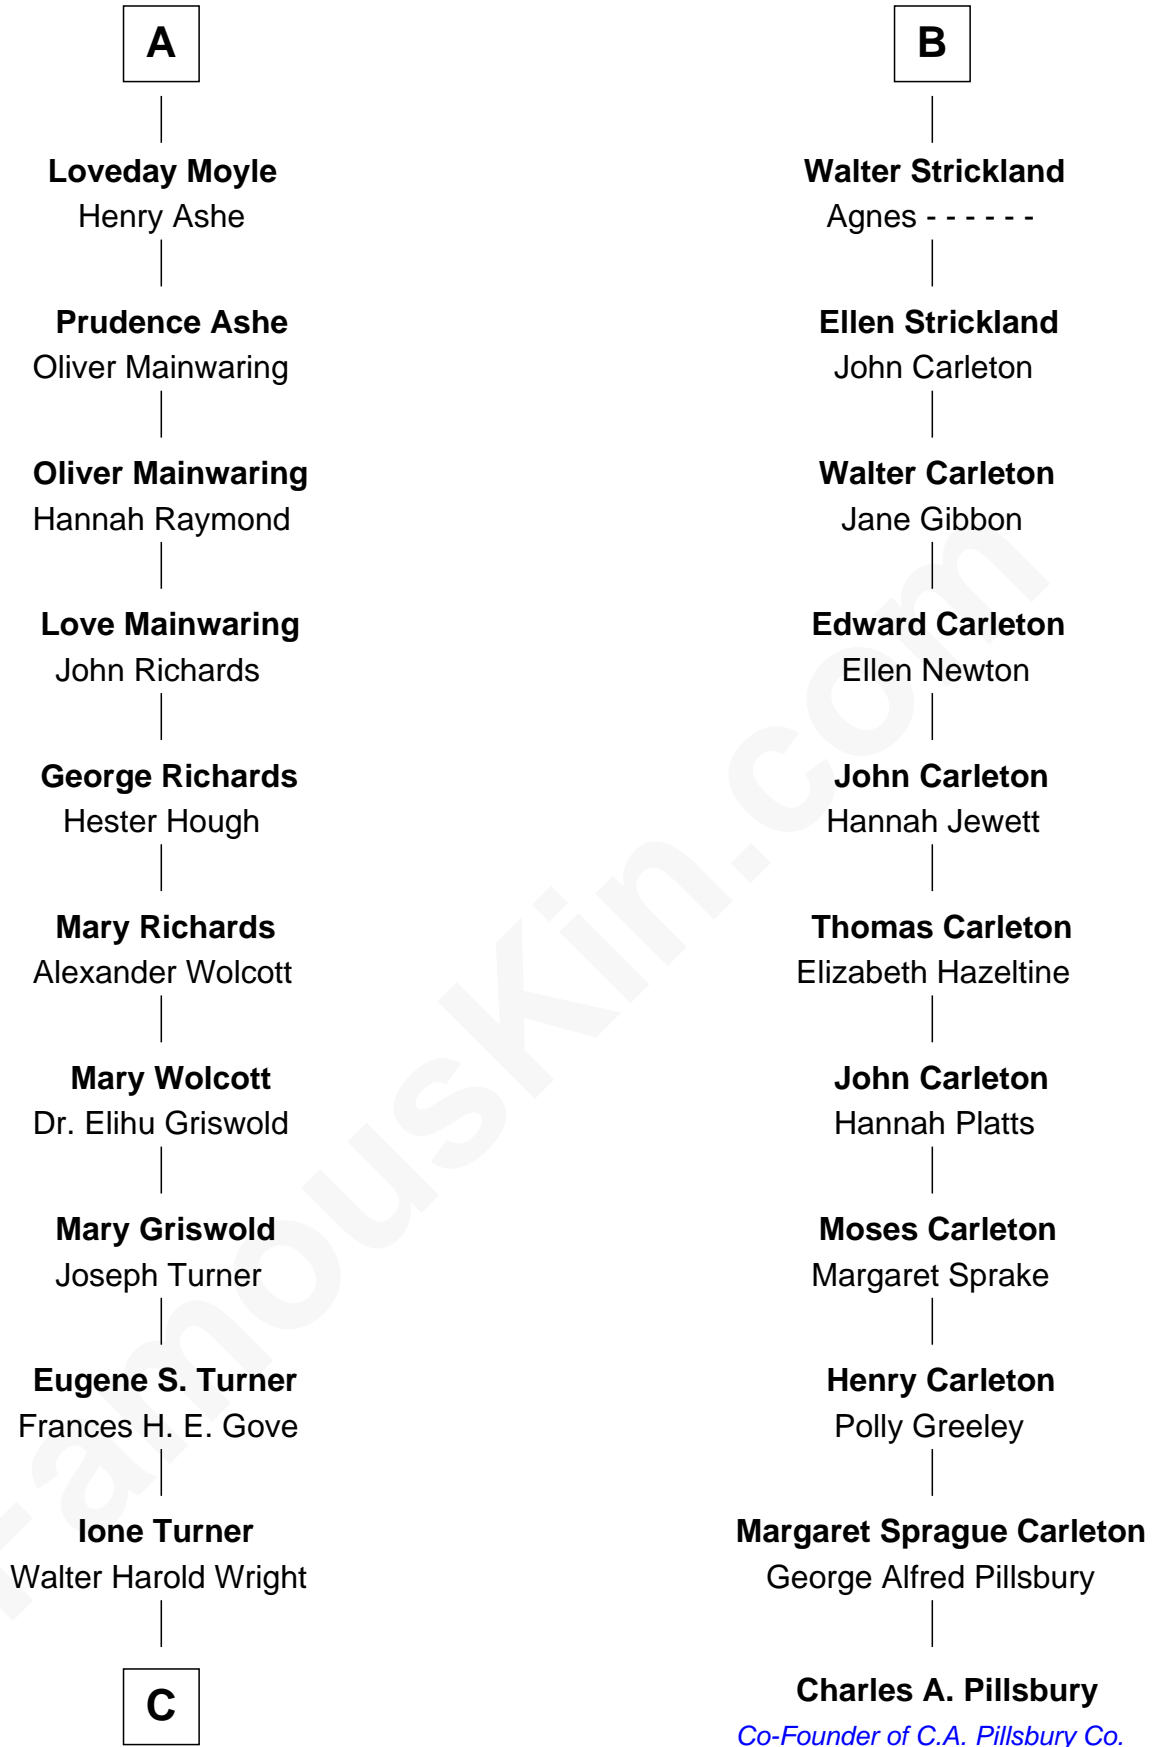 A
Loveday Moyle
Henry Ashe
Prudence Ashe
Oliver Mainwaring
Oliver Mainwaring
Hannah Raymond
Love Mainwaring
John Richards
George Richards
Hester Hough
Mary Richards
Alexander Wolcott
Mary Wolcott
Dr. Elihu Griswold
Mary Griswold
Joseph Turner
Eugene S. Turner
Frances H. E. Gove
Ione Turner
Walter Harold Wright
C
B
Walter Strickland
Agnes - - - - - -
Ellen Strickland
John Carleton
Walter Carleton
Jane Gibbon
Edward Carleton
Ellen Newton
John Carleton
Hannah Jewett
Thomas Carleton
Elizabeth Hazeltine
John Carleton
Hannah Platts
Moses Carleton
Margaret Sprake
Henry Carleton
Polly Greeley
Margaret Sprague Carleton
George Alfred Pillsbury
Charles A. Pillsbury
Co-Founder of C.A. Pillsbury Co.
FamousKin.com